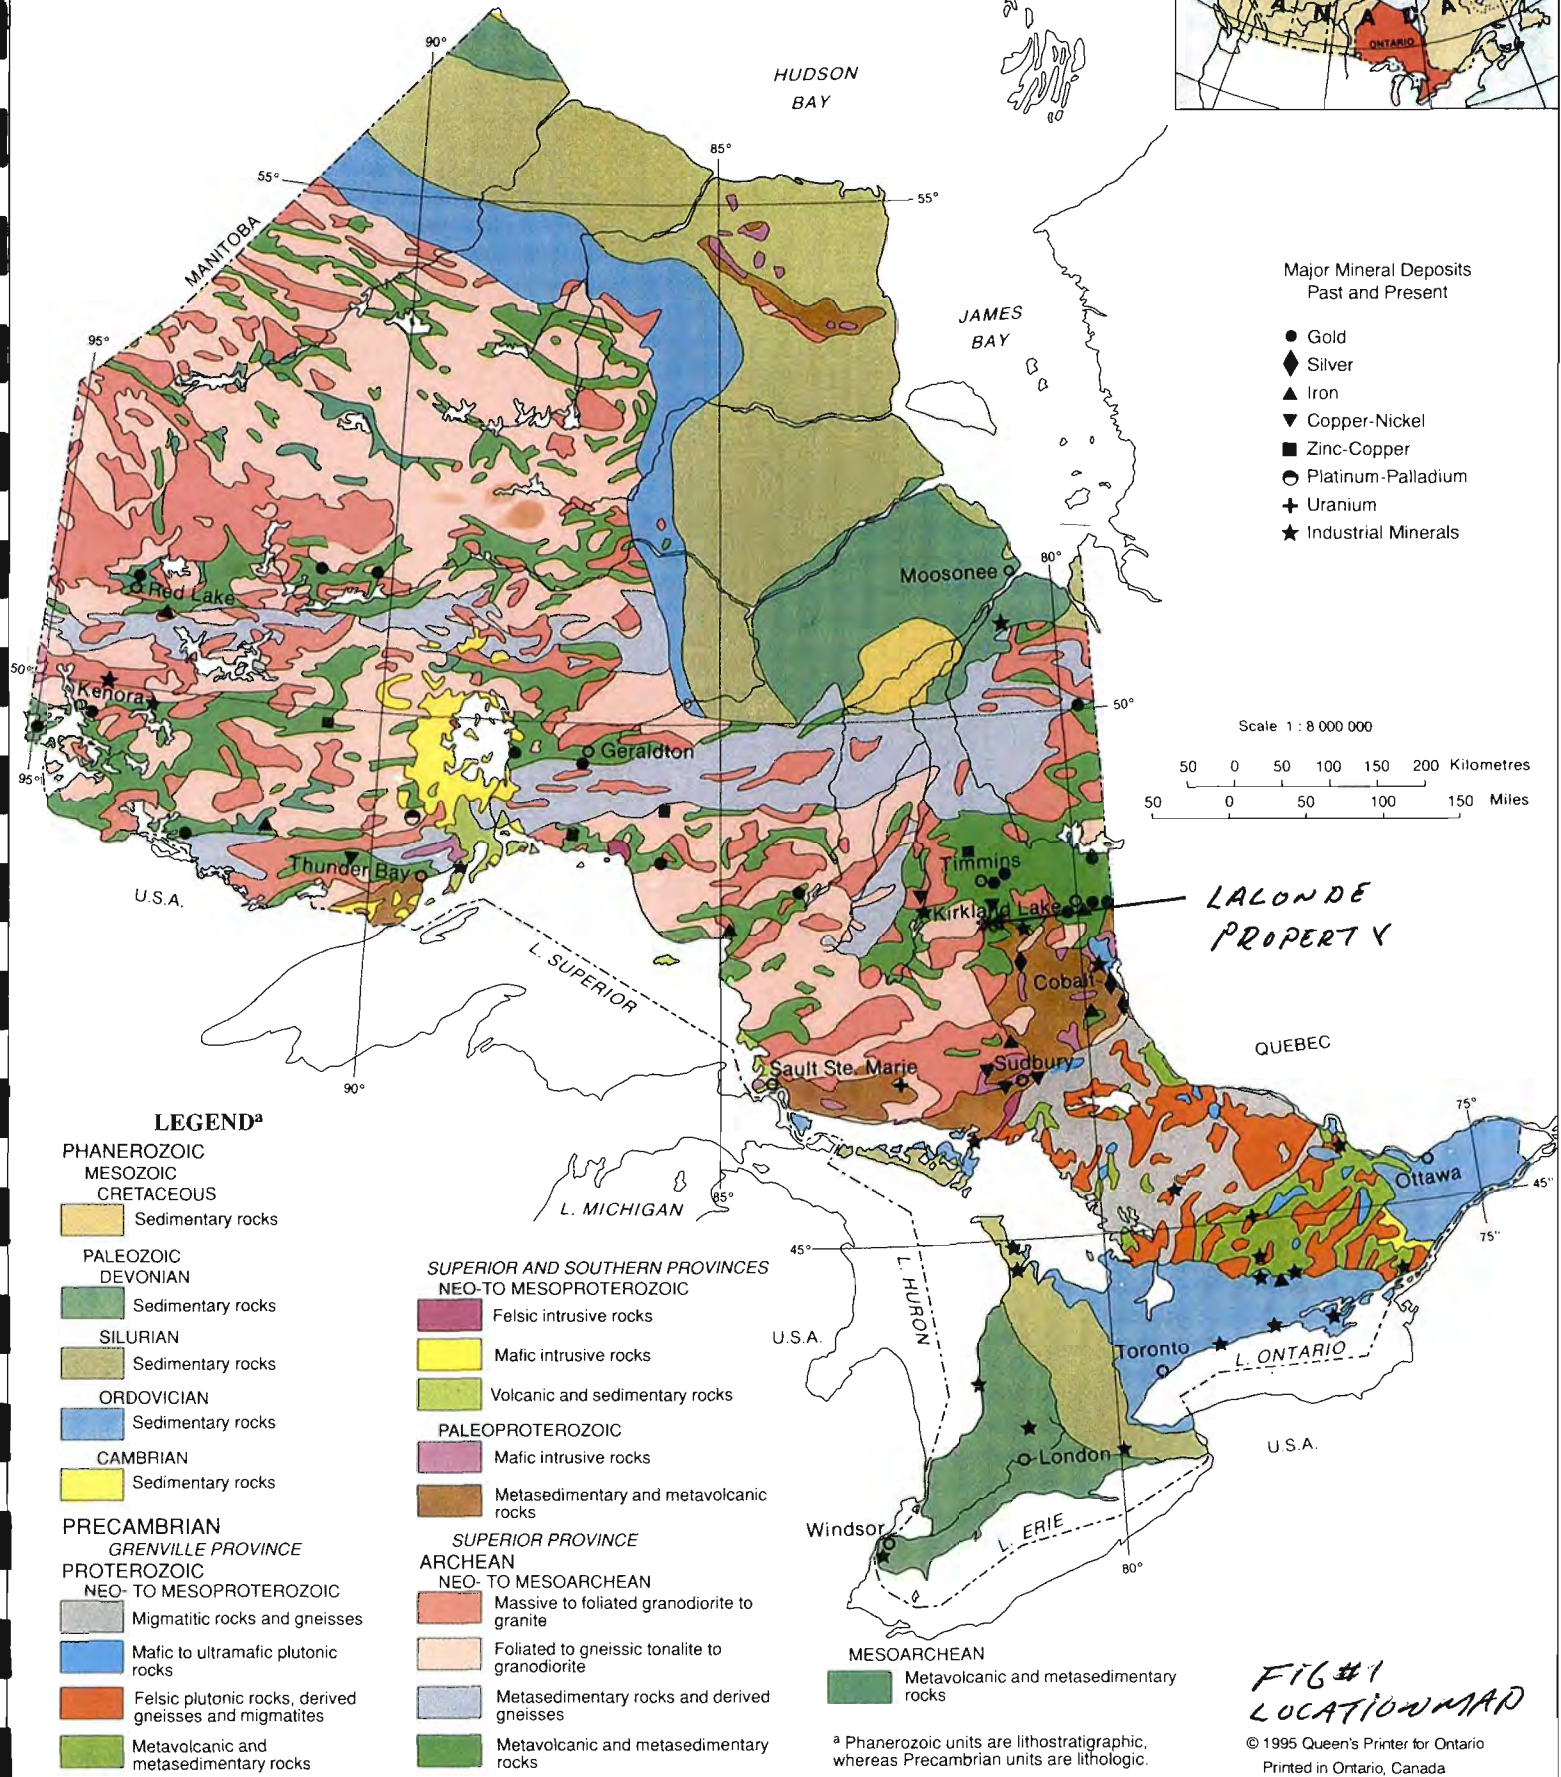 C A N A D A
ONTARIO
HUDSON
BAY
90°
85°
55°
55°
MANITOBA
95°
JAMES
BAY
Major Mineral Deposits
Past and Present
Gold
Silver
Iron
Copper-Nickel
Zinc-Copper
Platinum-Palladium
Uranium
Industrial Minerals
80°
Moosonee
Red Lake
50°
Kenora
50°
Scale 1 : 8 000 000
50 0 50 100 150 200 Kilometres
50 0 50 100 150 Miles
Geraldton
95°
Timmins
Thunder Bay
U.S.A.
Kirkland Lake
LALONDE
PROPERTY
L. SUPERIOR
Cobalt
QUEBEC
Sault Ste. Marie
Sudbury
90°
75°
Ottawa
45°
85°
L. MICHIGAN
45°
75°
L. HURON
U.S.A.
Toronto
L. ONTARIO
London
U.S.A.
Windsor
L. ERIE
80°
LEGENDᵃ
PHANEROZOIC
MESOZOIC
CRETACEOUS
Sedimentary rocks
PALEOZOIC
DEVONIAN
Sedimentary rocks
SILURIAN
Sedimentary rocks
ORDOVICIAN
Sedimentary rocks
CAMBRIAN
Sedimentary rocks
PRECAMBRIAN
GRENVILLE PROVINCE
PROTEROZOIC
NEO- TO MESOPROTEROZOIC
Migmatitic rocks and gneisses
Mafic to ultramafic plutonic
rocks
Felsic plutonic rocks, derived
gneisses and migmatites
Metavolcanic and
metasedimentary rocks
SUPERIOR AND SOUTHERN PROVINCES
NEO-TO MESOPROTEROZOIC
Felsic intrusive rocks
Mafic intrusive rocks
Volcanic and sedimentary rocks
PALEOPROTEROZOIC
Mafic intrusive rocks
Metasedimentary and metavolcanic
rocks
SUPERIOR PROVINCE
ARCHEAN
NEO- TO MESOARCHEAN
Massive to foliated granodiorite to
granite
Foliated to gneissic tonalite to
granodiorite
Metasedimentary rocks and derived
gneisses
Metavolcanic and metasedimentary
rocks
MESOARCHEAN
Metavolcanic and metasedimentary
rocks
ᵃ Phanerozoic units are lithostratigraphic,
whereas Precambrian units are lithologic.
FIG #1
LOCATION MAP
© 1995 Queen's Printer for Ontario
Printed in Ontario, Canada